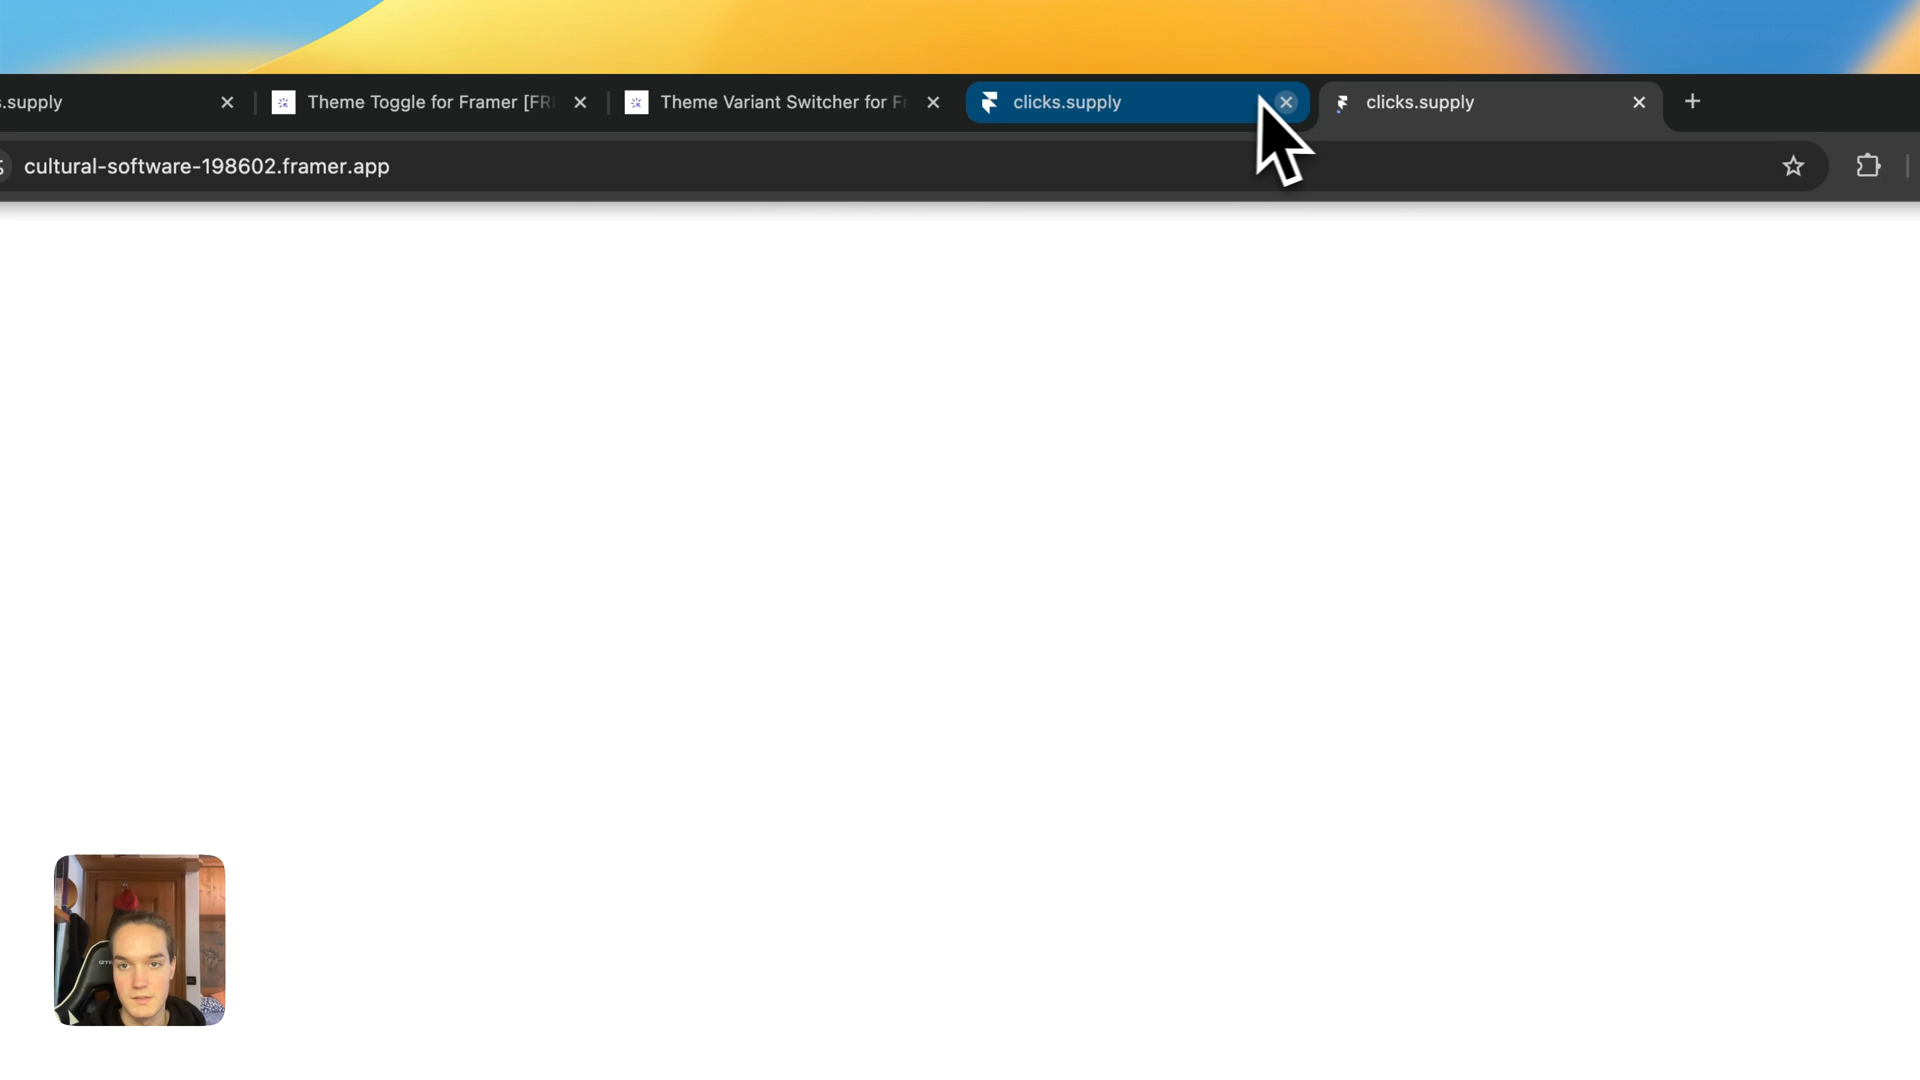 .supply
Theme Toggle for Framer [FR
Theme Variant Switcher for F
clicks.supply
clicks.supply
cultural-software-198602.framer.app